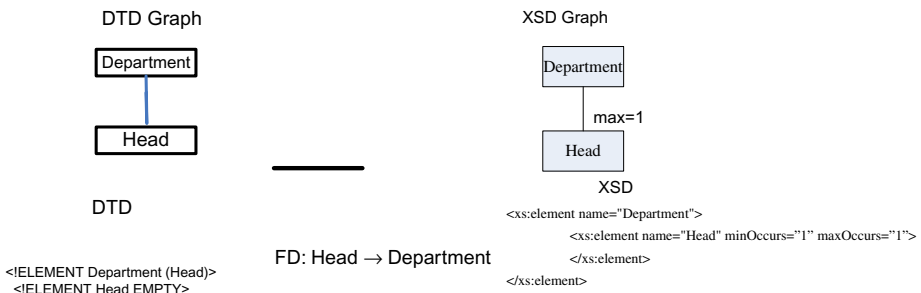 DTD Graph
Department
Head
DTD
<!ELEMENT Department (Head)>
<!ELEMENT Head EMPTY>
FD: Head → Department
XSD Graph
Department
max=1
Head
XSD
<xs:element name="Department">
<xs:element name="Head" minOccurs=”1” maxOccurs=”1”>
</xs:element>
</xs:element>